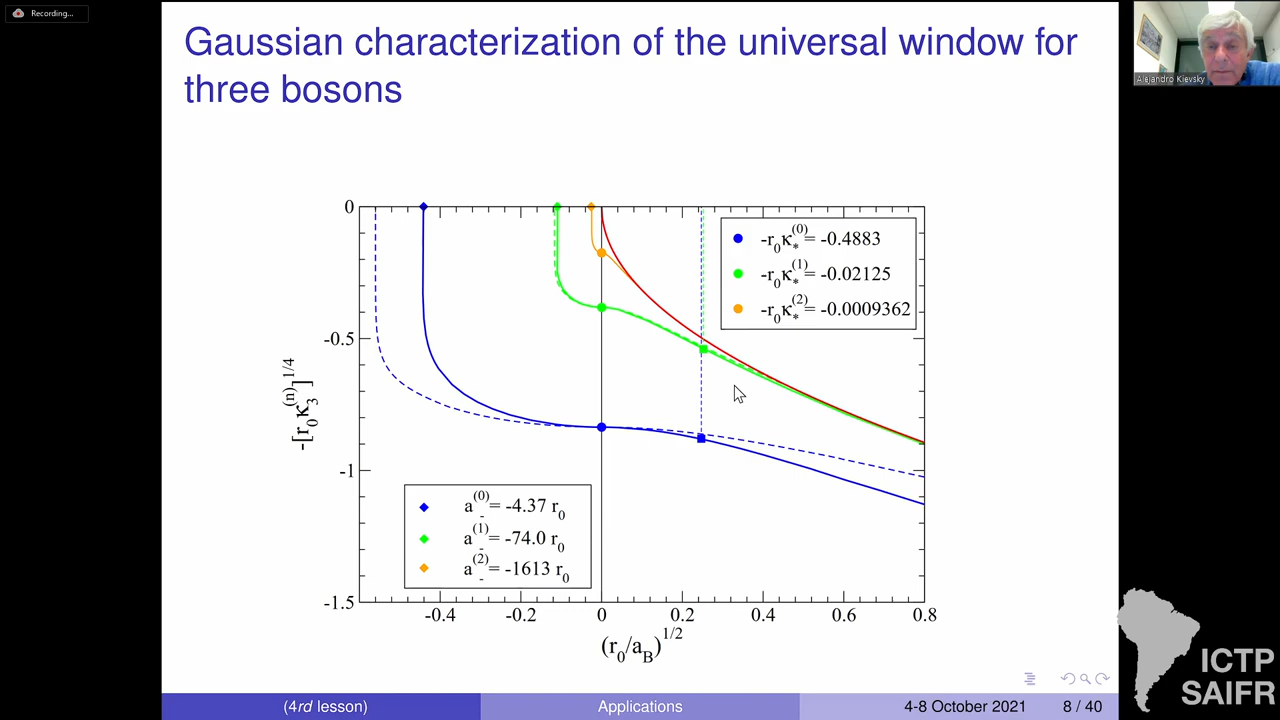 Recording...
Gaussian characterization of the universal window for
three bosons
Alejandro Kievsky
0
-0.5
-1
-1.5
-[r₀κ₃⁽ⁿ⁾]^1/4
-r₀κ*⁽⁰⁾= -0.4883
-r₀κ*⁽¹⁾= -0.02125
-r₀κ*⁽²⁾= -0.0009362
a₋⁽⁰⁾= -4.37 r₀
a₋⁽¹⁾= -74.0 r₀
a₋⁽²⁾= -1613 r₀
-0.4 -0.2 0 0.2 0.4 0.6 0.8
(r₀/a_B)^1/2
ICTP
SAIFR
(4rd lesson) Applications 4-8 October 2021 8 / 40